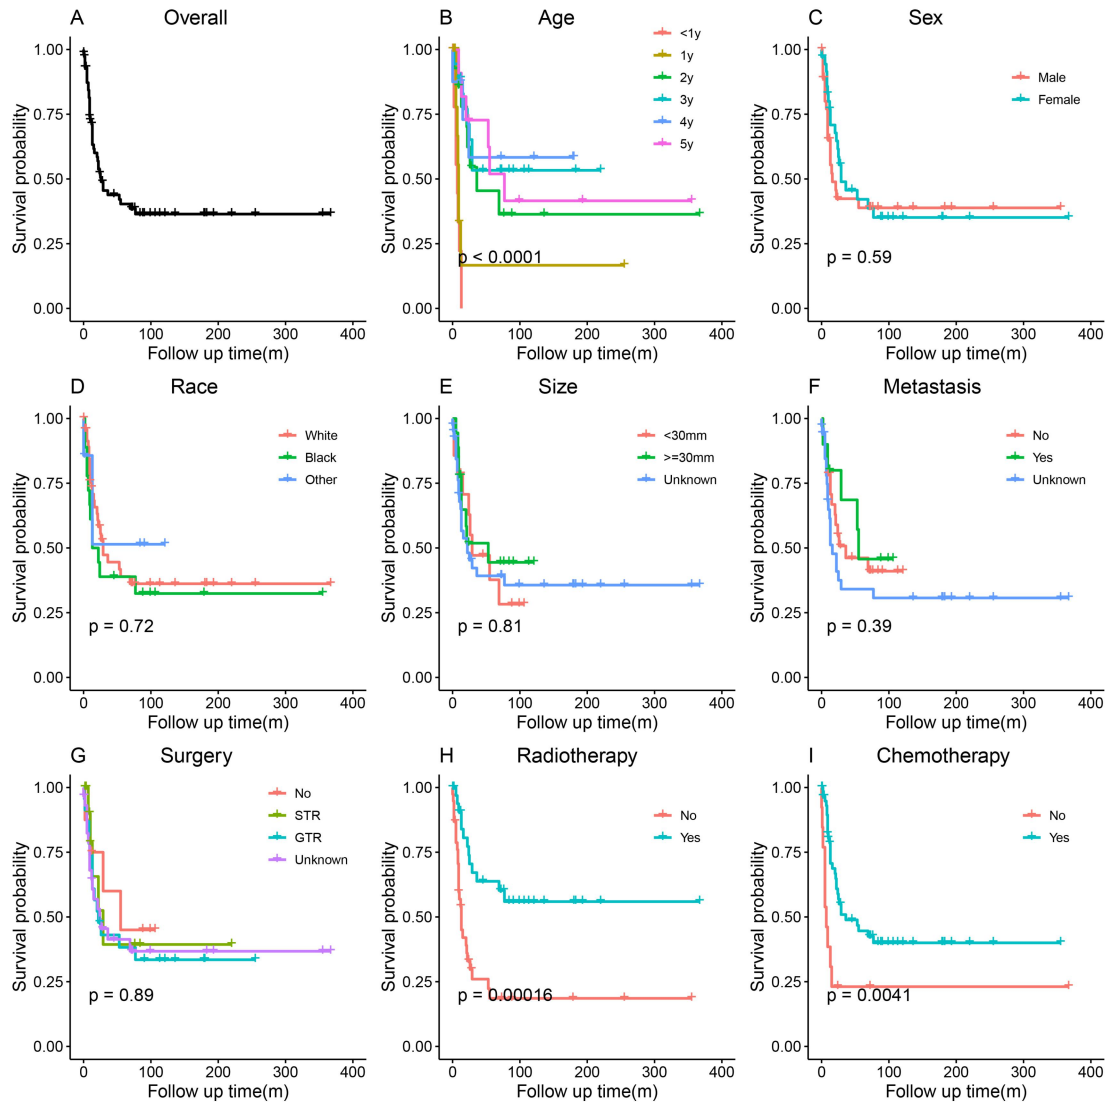 A Overall
Survival probability
1.00
0.75
0.50
0.25
0.00
0 100 200 300 400
Follow up time(m)
B Age
<1y
1y
2y
3y
4y
5y
Survival probability
1.00
0.75
0.50
0.25
0.00
p < 0.0001
0 100 200 300 400
Follow up time(m)
C Sex
Male
Female
Survival probability
1.00
0.75
0.50
0.25
0.00
p = 0.59
0 100 200 300 400
Follow up time(m)
D Race
White
Black
Other
Survival probability
1.00
0.75
0.50
0.25
0.00
p = 0.72
0 100 200 300 400
Follow up time(m)
E Size
<30mm
>=30mm
Unknown
Survival probability
1.00
0.75
0.50
0.25
0.00
p = 0.81
0 100 200 300 400
Follow up time(m)
F Metastasis
No
Yes
Unknown
Survival probability
1.00
0.75
0.50
0.25
0.00
p = 0.39
0 100 200 300 400
Follow up time(m)
G Surgery
No
STR
GTR
Unknown
Survival probability
1.00
0.75
0.50
0.25
0.00
p = 0.89
0 100 200 300 400
Follow up time(m)
H Radiotherapy
No
Yes
Survival probability
1.00
0.75
0.50
0.25
0.00
p = 0.00016
0 100 200 300 400
Follow up time(m)
I Chemotherapy
No
Yes
Survival probability
1.00
0.75
0.50
0.25
0.00
p = 0.0041
0 100 200 300 400
Follow up time(m)